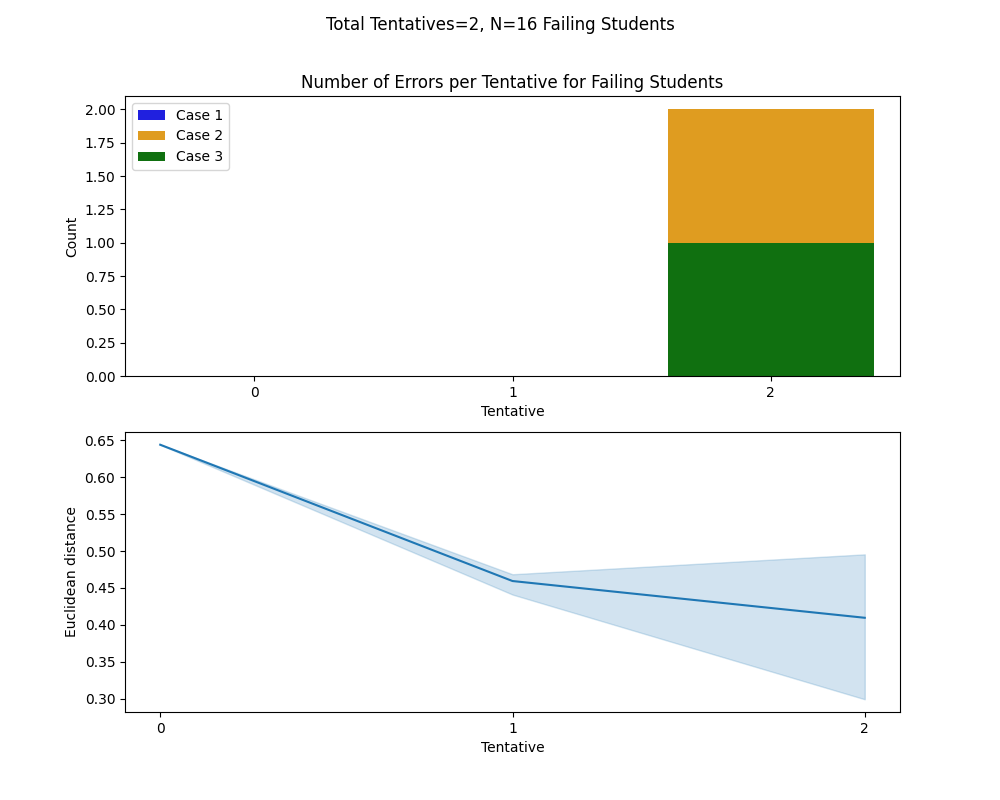 Total Tentatives=2, N=16 Failing Students
Number of Errors per Tentative for Failing Students
Case 1
Case 2
Case 3
2.00
1.75
1.50
1.25
1.00
0.75
0.50
0.25
0.00
Count
0 1 2
Tentative
0.65
0.60
0.55
0.50
0.45
0.40
0.35
0.30
Euclidean distance
0 1 2
Tentative